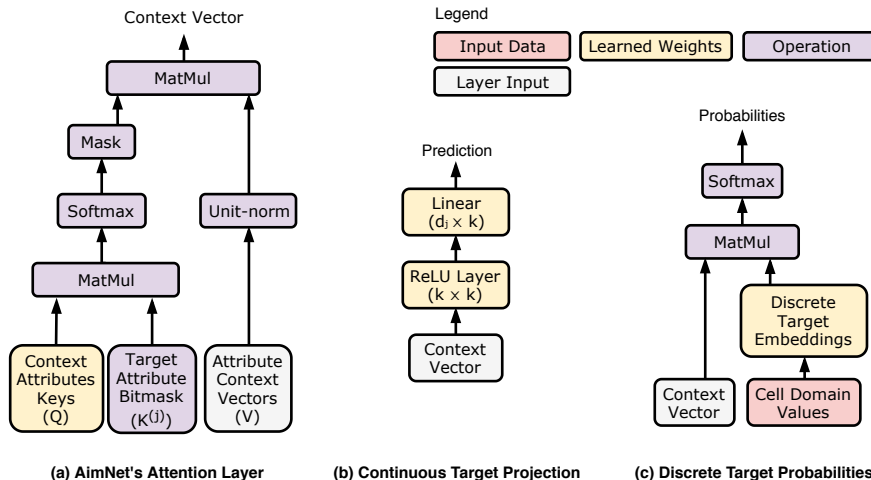 Context Vector
MatMul
Mask
Softmax
Unit-norm
MatMul
Context
Attributes
Keys
(Q)
Target
Attribute
Bitmask
(K(j))
Attribute
Context
Vectors
(V)
(a) AimNet's Attention Layer
Legend
Input Data
Learned Weights
Operation
Layer Input
Prediction
Linear
(dj × k)
ReLU Layer
(k × k)
Context
Vector
(b) Continuous Target Projection
Probabilities
Softmax
MatMul
Discrete
Target
Embeddings
Context
Vector
Cell Domain
Values
(c) Discrete Target Probabilities